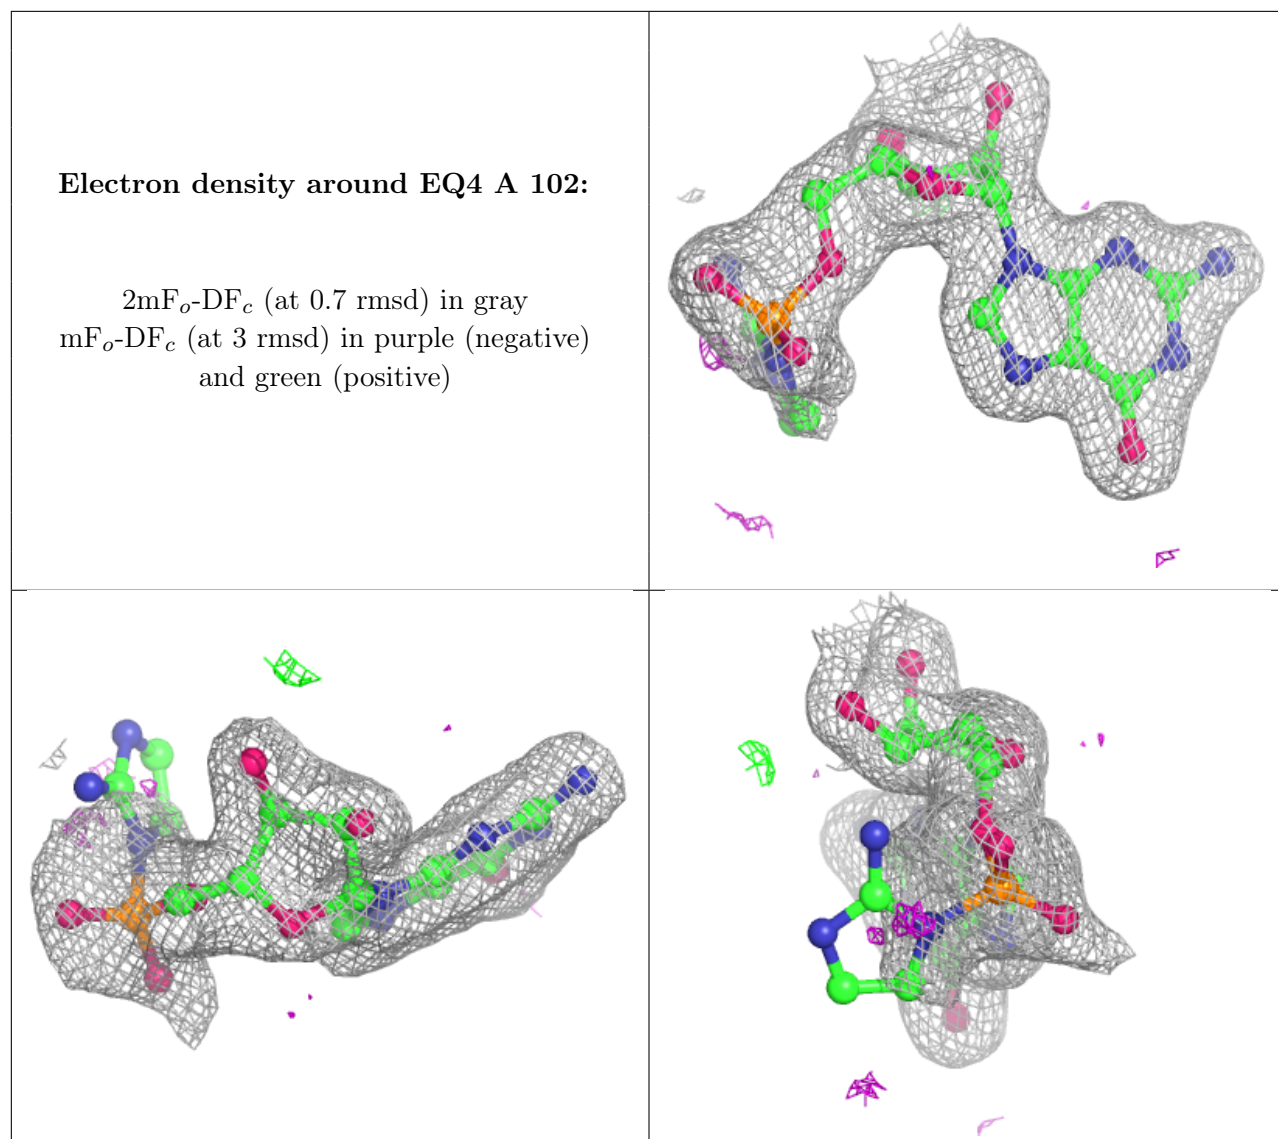 Electron density around EQ4 A 102:
2mFo-DFc (at 0.7 rmsd) in gray
mFo-DFc (at 3 rmsd) in purple (negative)
and green (positive)